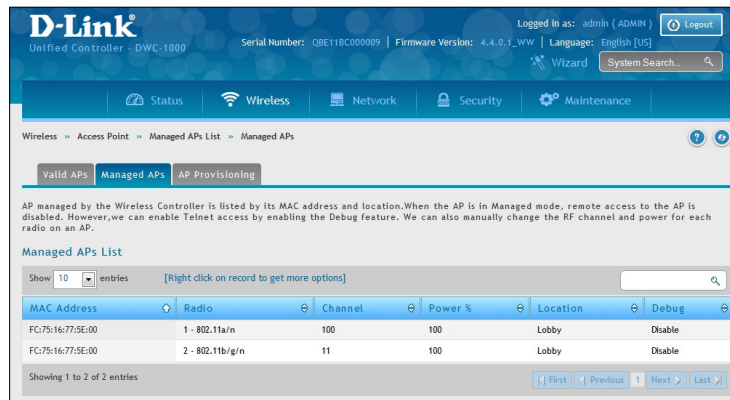 D-Link
Unified Controller - DWC-1000
Logged in as: admin ( ADMIN )
Logout
Serial Number: QBE11BC000009 | Firmware Version: 4.4.0.1_WW | Language: English [US]
Wizard
System Search...
Status
Wireless
Network
Security
Maintenance
Wireless » Access Point » Managed APs List » Managed APs
?
Valid APs
Managed APs
AP Provisioning
AP managed by the Wireless Controller is listed by its MAC address and location.When the AP is in Managed mode, remote access to the AP is
disabled. However,we can enable Telnet access by enabling the Debug feature. We can also manually change the RF channel and power for each
radio on an AP.
Managed APs List
Show 10 entries
[Right click on record to get more options]
MAC Address Radio Channel Power % Location Debug
FC:75:16:77:5E:00 1 - 802.11a/n 100 100 Lobby Disable
FC:75:16:77:5E:00 2 - 802.11b/g/n 11 100 Lobby Disable
Showing 1 to 2 of 2 entries
First Previous 1 Next Last